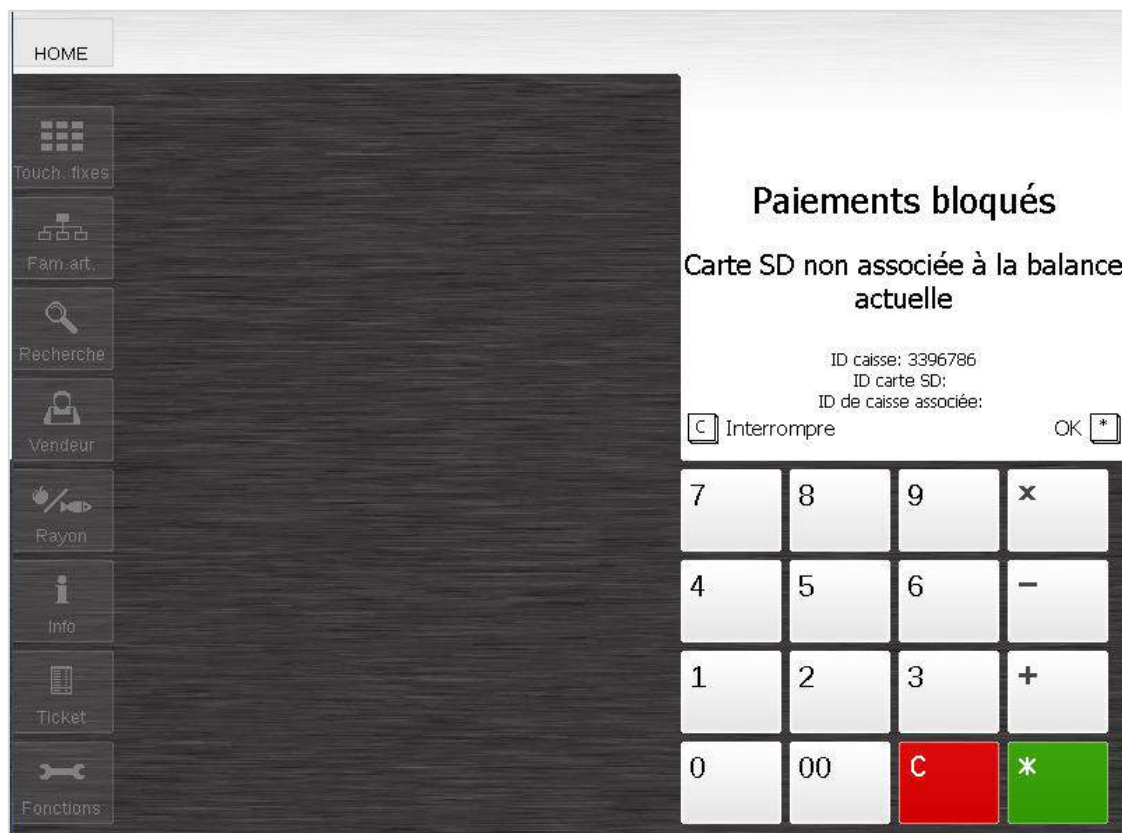 HOME
Touch. fixes
Fam.art.
Recherche
Vendeur
Rayon
Info
Ticket
Fonctions
Paiements bloqués
Carte SD non associée à la balance
actuelle
ID caisse: 3396786
ID carte SD:
ID de caisse associée:
C Interrompre OK *
7 8 9 x
4 5 6 −
1 2 3 +
0 00 C *